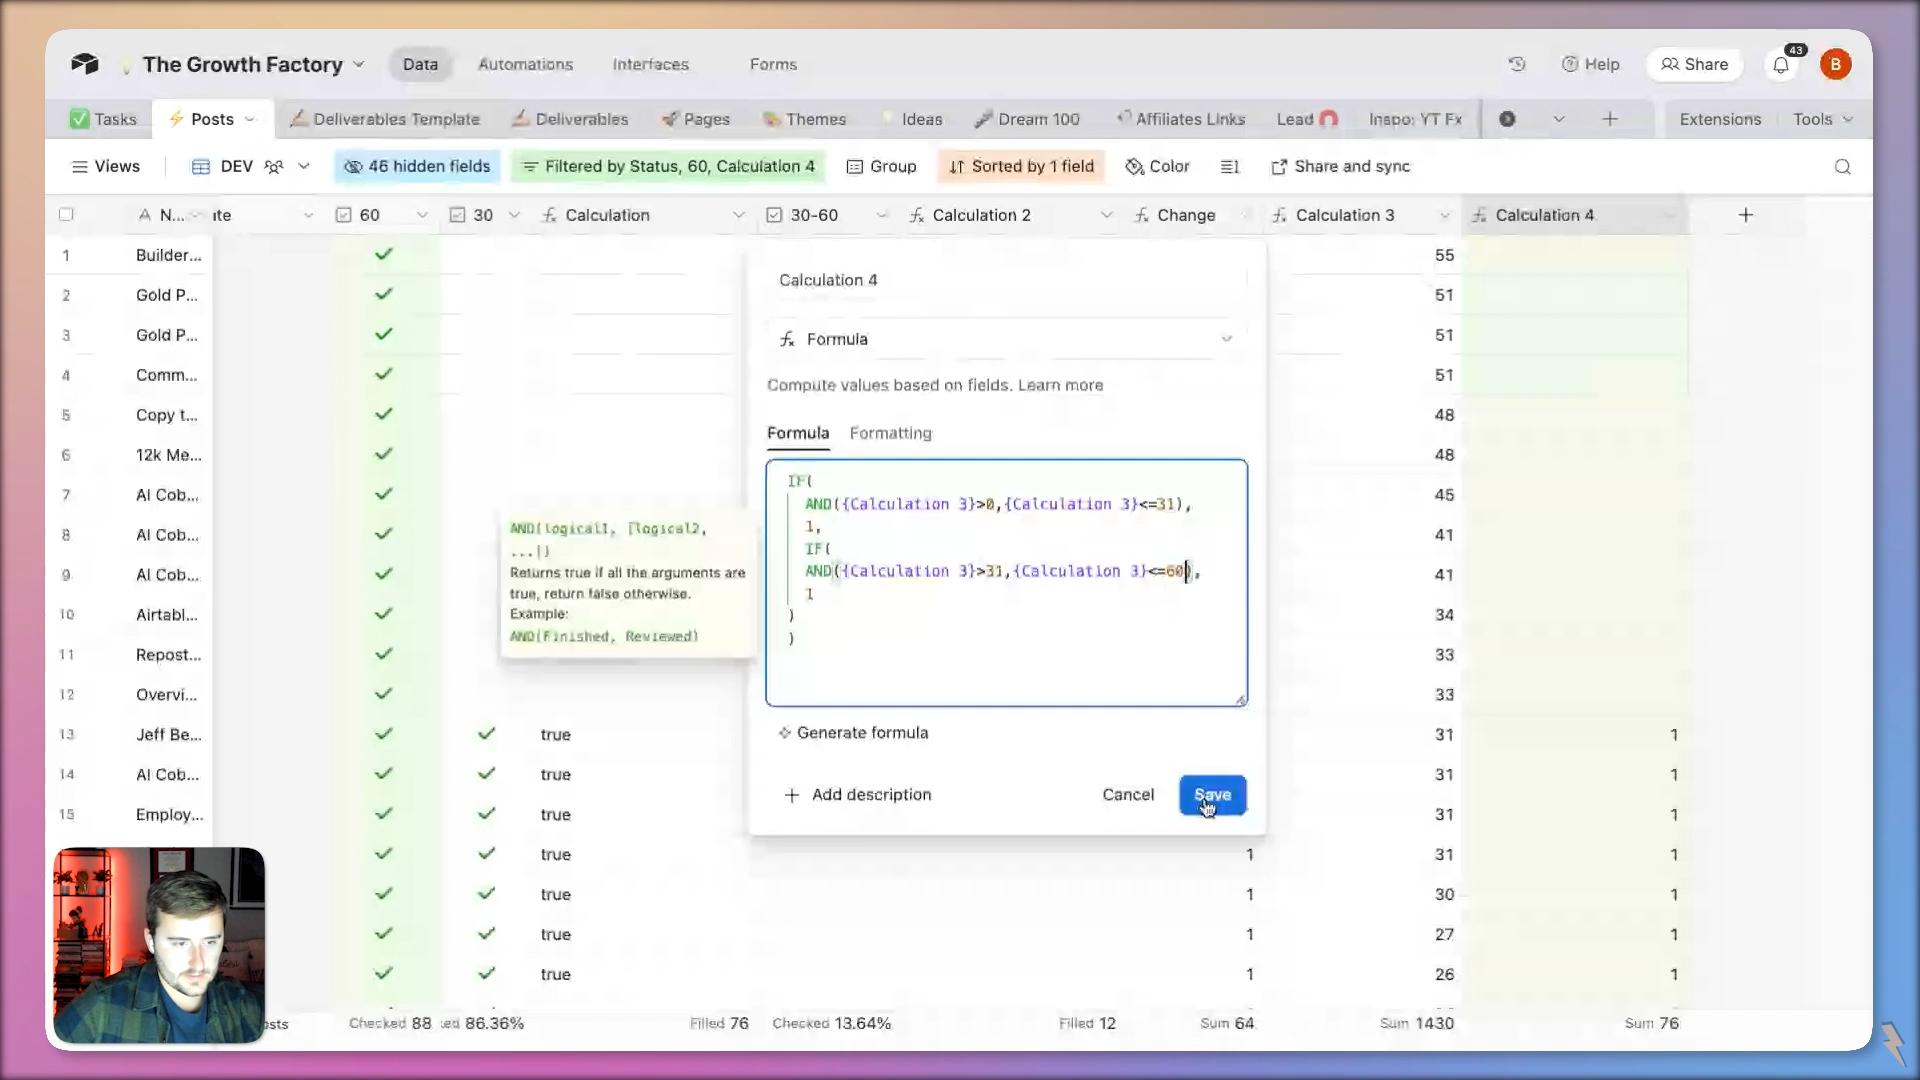 The Growth Factory
Data
Automations
Interfaces
Forms
Help
Share
43
B
Tasks
Posts
Deliverables Template
Deliverables
Pages
Themes
Ideas
Dream 100
Affiliates Links
Lead
Inspo: YT Fx
Extensions
Tools
Views
DEV
46 hidden fields
Filtered by Status, 60, Calculation 4
Group
Sorted by 1 field
Color
Share and sync
N...
60
30
Calculation
30-60
Calculation 2
Change
Calculation 3
Calculation 4
1 Builder... 55
2 Gold P... 51
3 Gold P... 51
4 Comm... 51
5 Copy t... 48
6 12k Me... 48
7 AI Cob... 45
8 AI Cob... 41
9 AI Cob... 41
10 Airtabl... 34
11 Repost... 33
12 Overvi... 33
13 Jeff Be... true 31 1
14 AI Cob... true 31 1
15 Employ... true 31 1
true 1 31 1
true 1 30 1
true 1 27 1
true 1 26 1
Calculation 4
Formula
Compute values based on fields. Learn more
Formula
Formatting
IF(
AND({Calculation 3}>0,{Calculation 3}<=31),
1,
IF(
AND({Calculation 3}>31,{Calculation 3}<=60),
1
)
)
AND(logical1, [logical2,
...])
Returns true if all the arguments are
true, return false otherwise.
Example:
AND(Finished, Reviewed)
Generate formula
Add description
Cancel
Save
Checked 88
86.36%
Filled 76
Checked 13.64%
Filled 12
Sum 64
Sum 1430
Sum 76